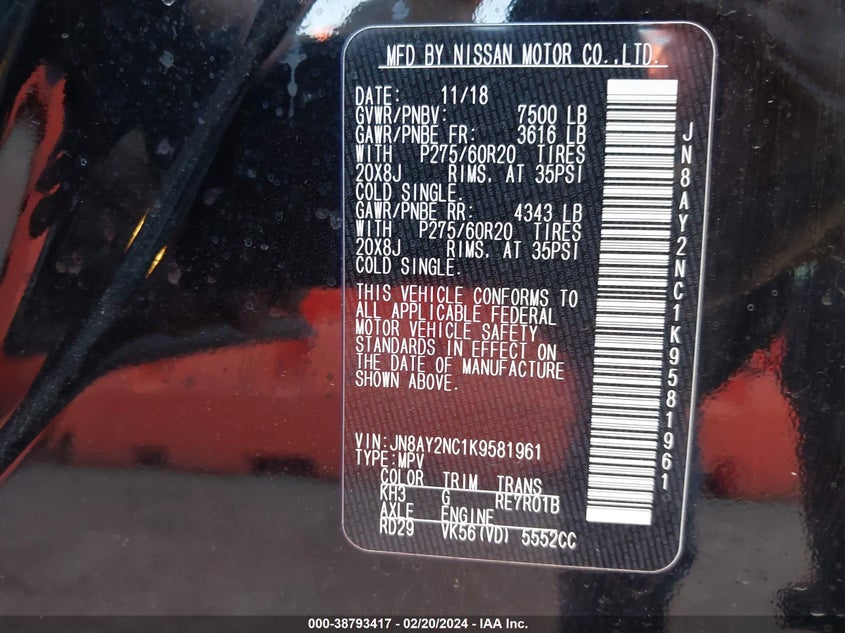 MFD BY NISSAN MOTOR CO.,LTD.
DATE: 11/18
GVWR/PNBV: 7500 LB
GAWR/PNBE FR: 3616 LB
WITH P275/60R20 TIRES
20X8J RIMS. AT 35PSI
COLD SINGLE.
GAWR/PNBE RR: 4343 LB
WITH P275/60R20 TIRES
20X8J RIMS. AT 35PSI
COLD SINGLE.
THIS VEHICLE CONFORMS TO
ALL APPLICABLE FEDERAL
MOTOR VEHICLE SAFETY
STANDARDS IN EFFECT ON
THE DATE OF MANUFACTURE
SHOWN ABOVE.
VIN:JN8AY2NC1K9581961
TYPE:MPV
COLOR TRIM TRANS
KH3 G RE7R01B
AXLE ENGINE
RD29 VK56(VD) 5552CC
JN8AY2NC1K9581961
000-38793417 | 02/20/2024 - IAA Inc.